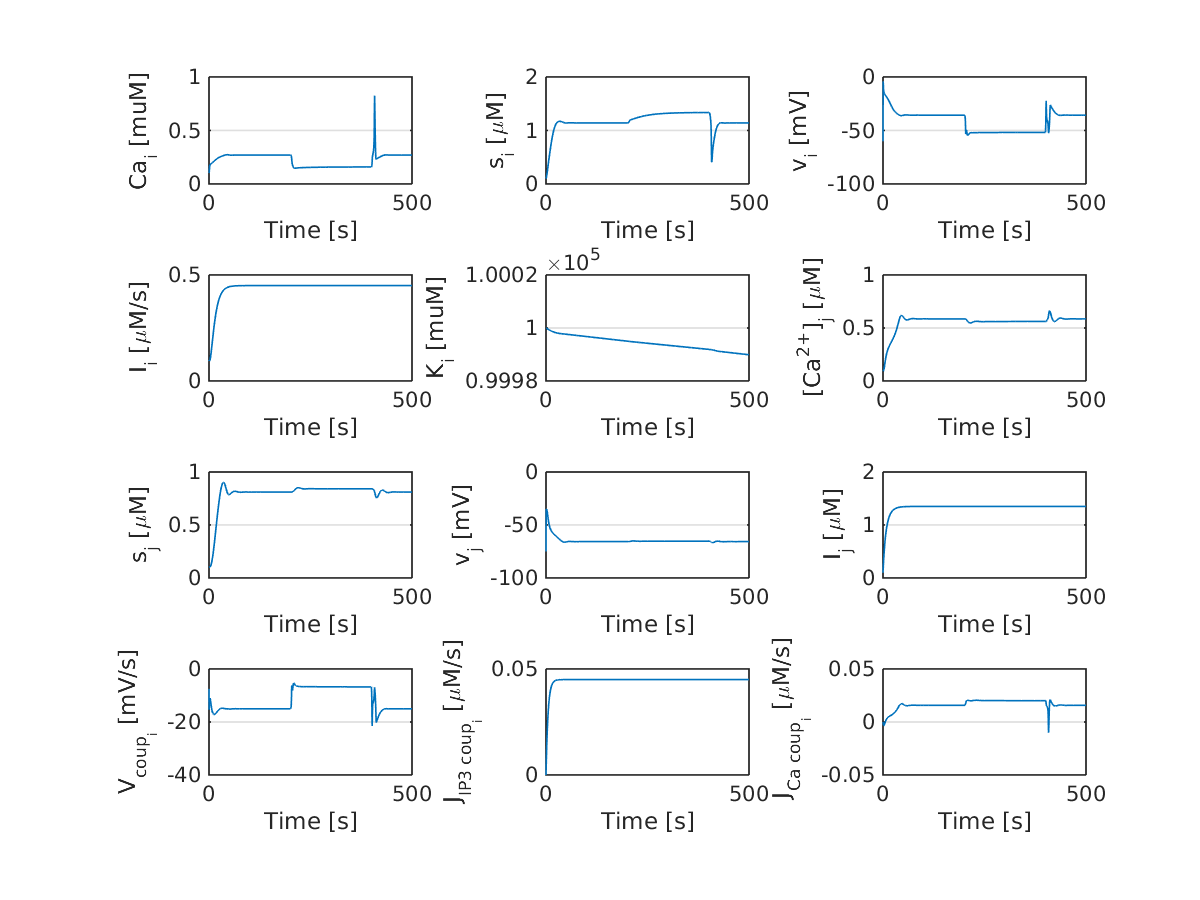 Ca_i [muM]
1
0.5
0
0
500
Time [s]
s_i [μM]
2
1
0
0
500
Time [s]
v_i [mV]
0
-50
-100
0
500
Time [s]
I_i [μM/s]
0.5
0
0
500
Time [s]
K_i [muM]
×10^5
1.0002
1
0.9998
0
500
Time [s]
[Ca^2+]_j [μM]
1
0.5
0
0
500
Time [s]
s_j [μM]
1
0.5
0
0
500
Time [s]
v_j [mV]
0
-50
-100
0
500
Time [s]
I_j [μM]
2
1
0
0
500
Time [s]
V_coup_i [mV/s]
0
-20
-40
0
500
Time [s]
J_IP3 coup_i [μM/s]
0.05
0
0
500
Time [s]
J_Ca coup_i [μM/s]
0.05
0
-0.05
0
500
Time [s]